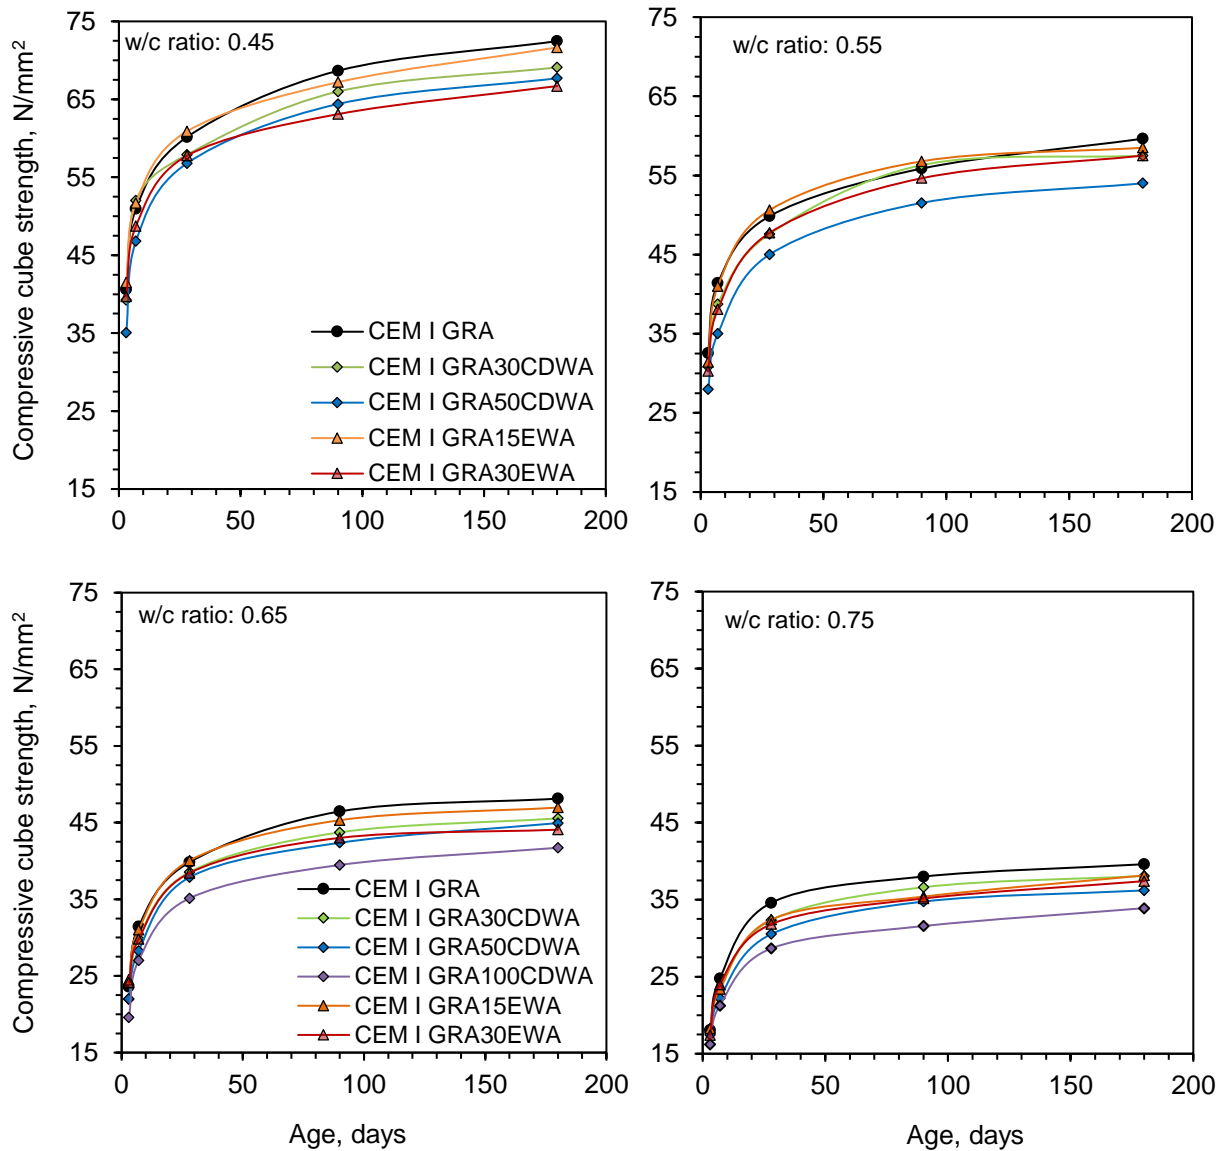 w/c ratio: 0.45
75
65
55
45
35
25
15
0
50
100
150
200
Compressive cube strength, N/mm²
CEM I GRA
CEM I GRA30CDWA
CEM I GRA50CDWA
CEM I GRA15EWA
CEM I GRA30EWA
w/c ratio: 0.55
75
65
55
45
35
25
15
0
50
100
150
200
w/c ratio: 0.65
75
65
55
45
35
25
15
0
50
100
150
200
Compressive cube strength, N/mm²
CEM I GRA
CEM I GRA30CDWA
CEM I GRA50CDWA
CEM I GRA100CDWA
CEM I GRA15EWA
CEM I GRA30EWA
Age, days
w/c ratio: 0.75
75
65
55
45
35
25
15
0
50
100
150
200
Age, days